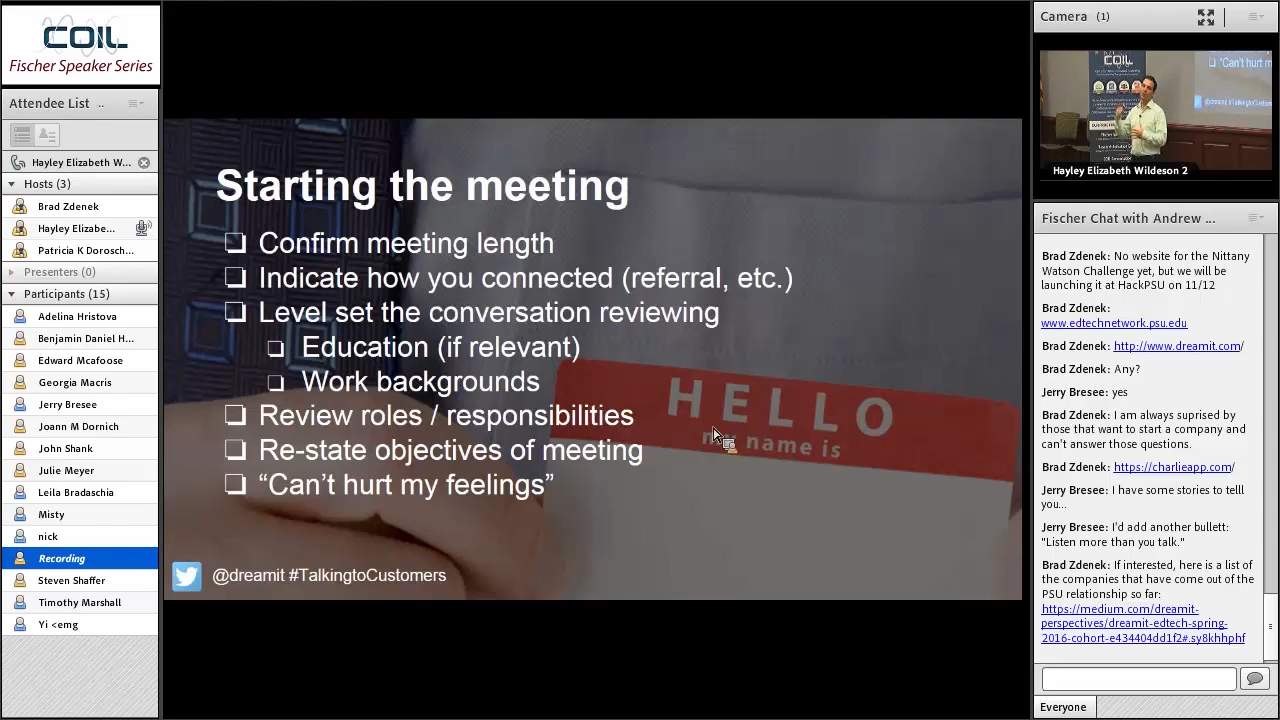 COIL
Fischer Speaker Series
Attendee List ..
Hayley Elizabeth W...
Hosts (3)
Brad Zdenek
Hayley Elizabe...
Patricia K Dorosch...
Presenters (0)
Participants (15)
Adelina Hristova
Benjamin Daniel H...
Edward Mcafoose
Georgia Macris
Jerry Bresee
Joann M Dornich
John Shank
Julie Meyer
Leila Bradaschia
Misty
nick
Recording
Steven Shaffer
Timothy Marshall
Yi <emg
Starting the meeting
Confirm meeting length
Indicate how you connected (referral, etc.)
Level set the conversation reviewing
Education (if relevant)
Work backgrounds
Review roles / responsibilities
Re-state objectives of meeting
“Can’t hurt my feelings”
HELLO
my name is
@dreamit #TalkingtoCustomers
Camera (1)
COIL
"Can't hurt m
@dreamit #TalkingtoCustome
Hayley Elizabeth Wildeson 2
Fischer Chat with Andrew ...
Brad Zdenek: No website for the Nittany
Watson Challenge yet, but we will be
launching it at HackPSU on 11/12
Brad Zdenek:
www.edtechnetwork.psu.edu
Brad Zdenek: http://www.dreamit.com/
Brad Zdenek: Any?
Jerry Bresee: yes
Brad Zdenek: I am always suprised by
those that want to start a company and
can't answer those questions.
Brad Zdenek: https://charlieapp.com/
Jerry Bresee: I have some stories to telll
you...
Jerry Bresee: I'd add another bullett:
"Listen more than you talk."
Brad Zdenek: If interested, here is a list of
the companies that have come out of the
PSU relationship so far:
https://medium.com/dreamit-
perspectives/dreamit-edtech-spring-
2016-cohort-e434404dd1f2#.sy8khhphf
Everyone